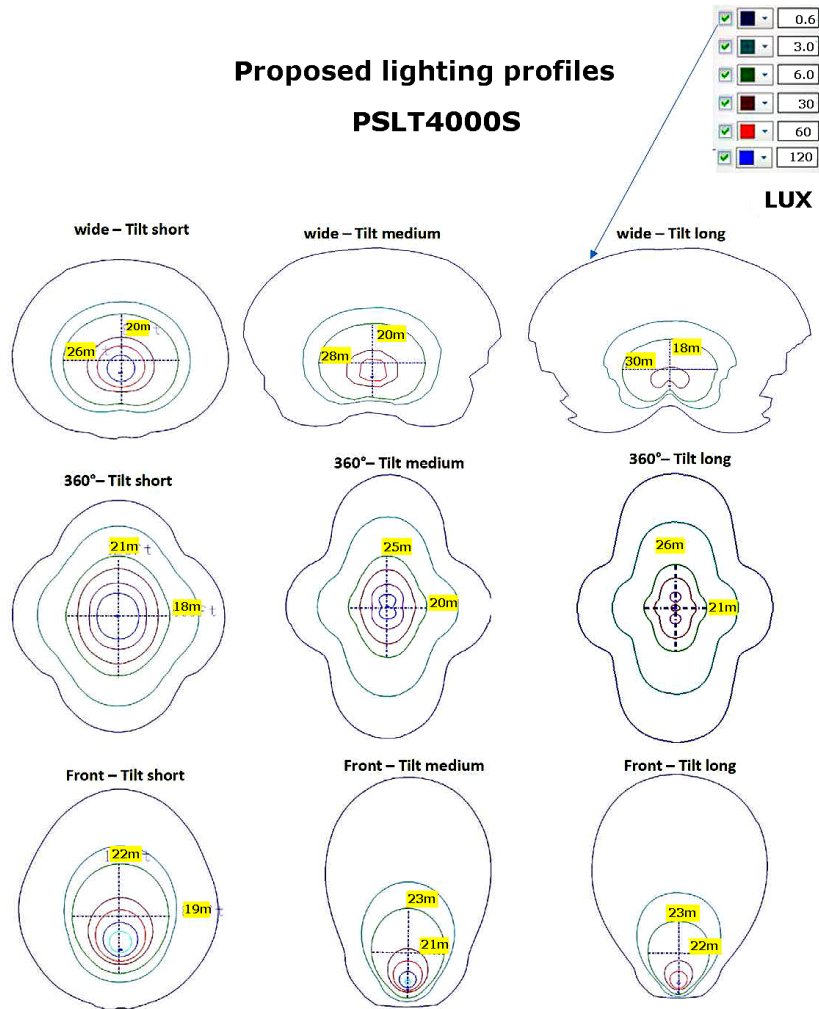 0.6
3.0
6.0
30
60
120
LUX
Proposed lighting profiles
PSLT4000S
wide – Tilt short
wide – Tilt medium
wide – Tilt long
20m
26m
20m
28m
18m
30m
360°– Tilt short
360°– Tilt medium
360°– Tilt long
21m
18m
25m
20m
26m
21m
Front – Tilt short
Front – Tilt medium
Front – Tilt long
22m
19m
23m
21m
23m
22m